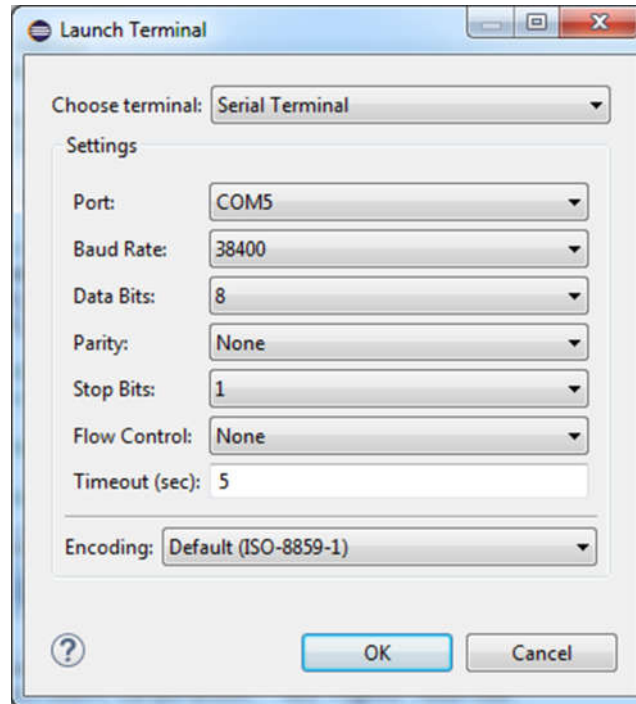 Launch Terminal
Choose terminal: Serial Terminal
Settings
Port: COM5
Baud Rate: 38400
Data Bits: 8
Parity: None
Stop Bits: 1
Flow Control: None
Timeout (sec): 5
Encoding: Default (ISO-8859-1)
? OK Cancel